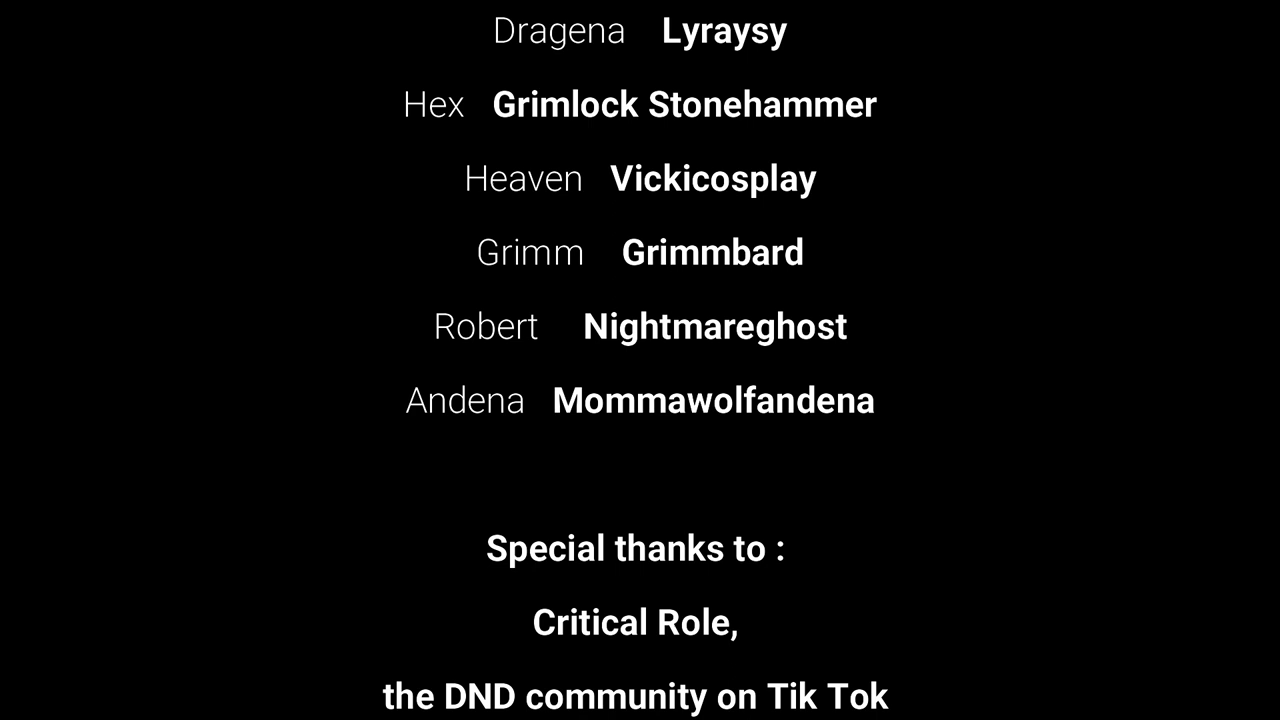 Dragena Lyraysy
Hex Grimlock Stonehammer
Heaven Vickicosplay
Grimm Grimmbard
Robert Nightmareghost
Andena Mommawolfandena
Special thanks to :
Critical Role,
the DND community on Tik Tok